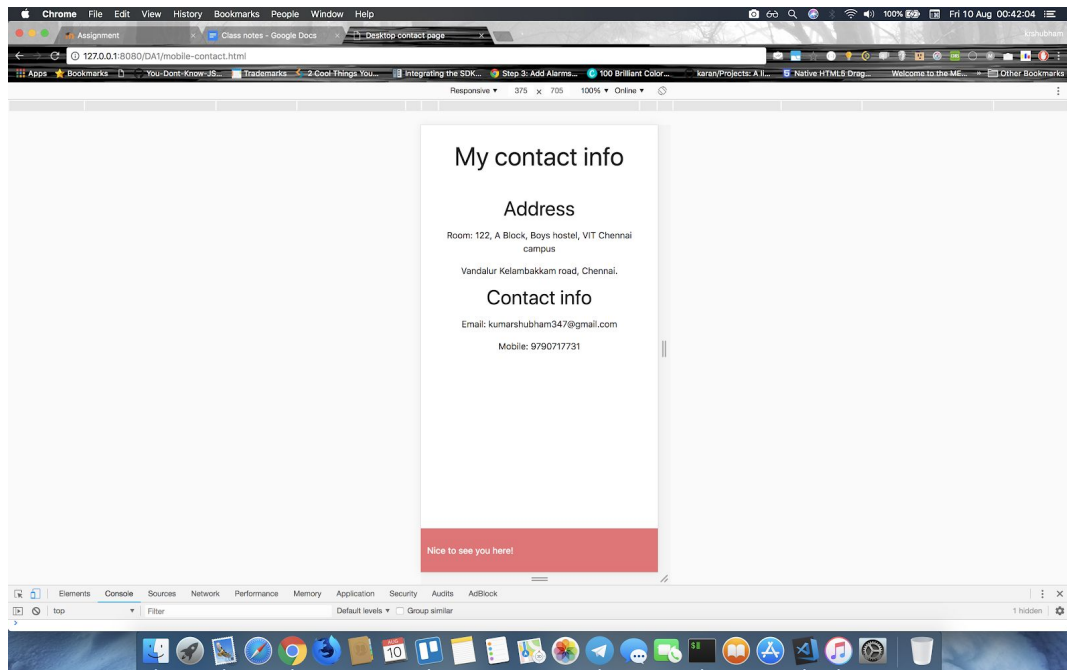 Chrome File Edit View History Bookmarks People Window Help 100% Fri 10 Aug 00:42:04
Assignment Class notes - Google Docs Desktop contact page krshubham
127.0.0.1:8080/DA1/mobile-contact.html
Apps Bookmarks You-Dont-Know-JS... Trademarks 2 Cool Things You... Integrating the SDK... Step 3: Add Alarms... 100 Brilliant Color... karan/Projects: A li... Native HTML5 Drag... Welcome to the ME... » Other Bookmarks
Responsive 375 x 705 100% Online
My contact info
Address
Room: 122, A Block, Boys hostel, VIT Chennai
campus
Vandalur Kelambakkam road, Chennai.
Contact info
Email: kumarshubham347@gmail.com
Mobile: 9790717731
Nice to see you here!
Elements Console Sources Network Performance Memory Application Security Audits AdBlock
top Filter Default levels Group similar 1 hidden
AUG
10